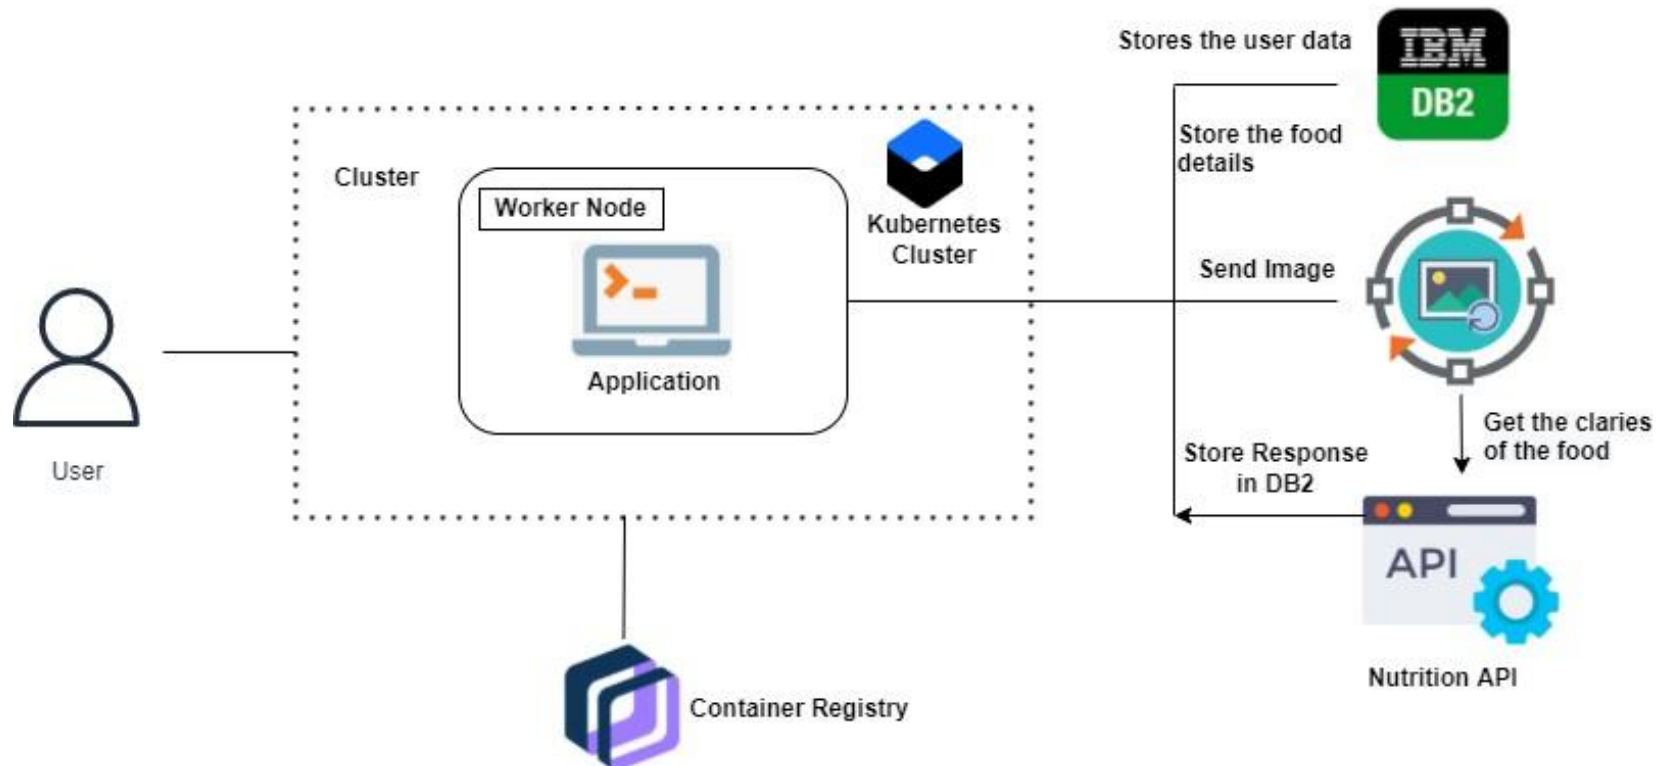 Stores the user data
IBM
DB2
Store the food
details
Cluster
Worker Node
Kubernetes
Cluster
Send Image
Application
User
Get the claries
of the food
Store Response
in DB2
API
Nutrition API
Container Registry